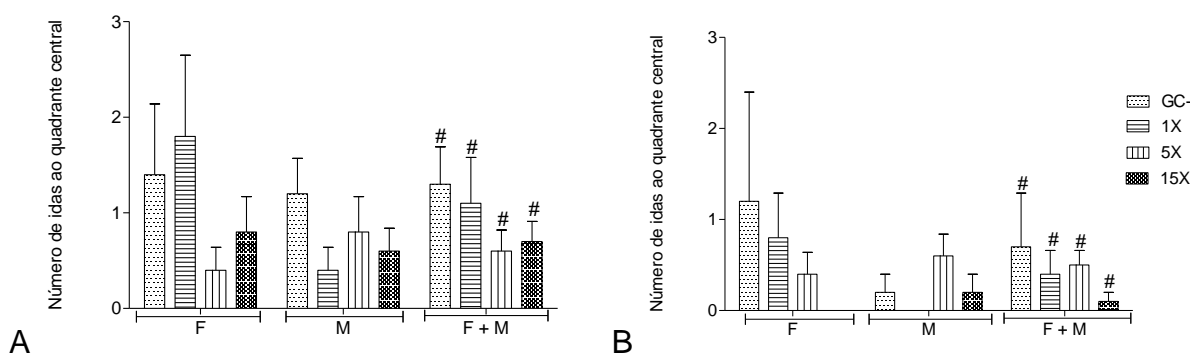 Número de idas ao quadrante central
3
2
1
0
# # # #
F M F + M
A
Número de idas ao quadrante central
3
2
1
0
# # # #
F M F + M
B
GC-
1X
5X
15X